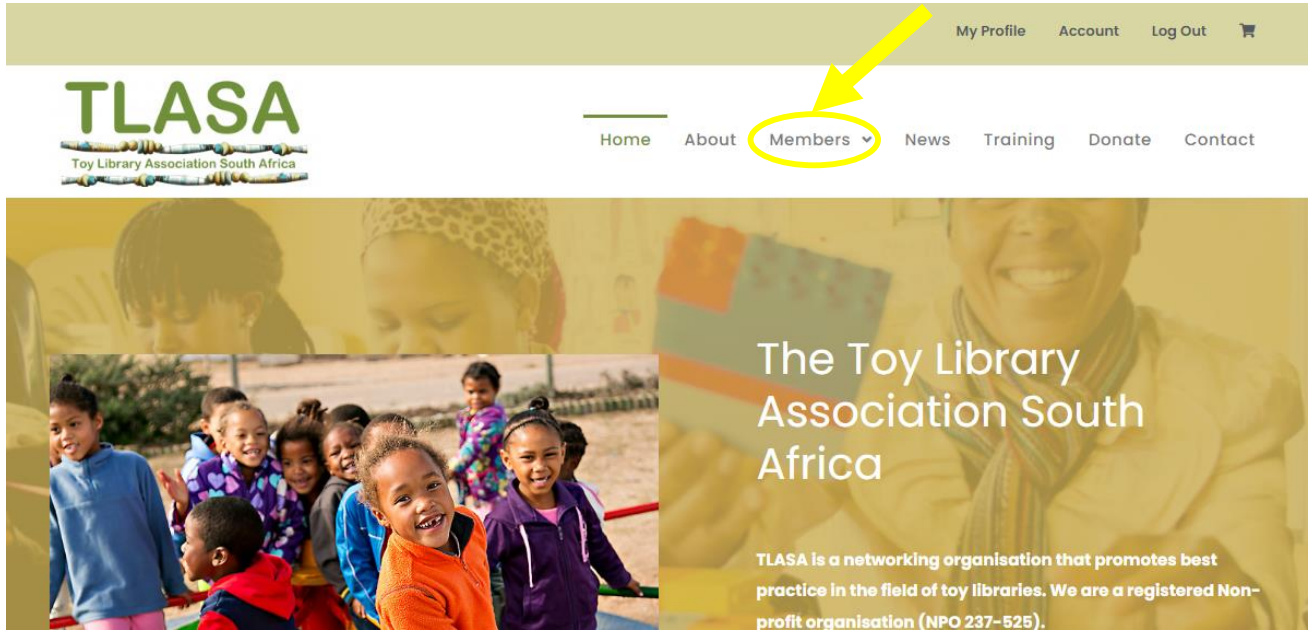 My Profile Account Log Out
TLASA
Toy Library Association South Africa
Home About Members News Training Donate Contact
The Toy Library
Association South
Africa
TLASA is a networking organisation that promotes best
practice in the field of toy libraries. We are a registered Non-
profit organisation (NPO 237-525).